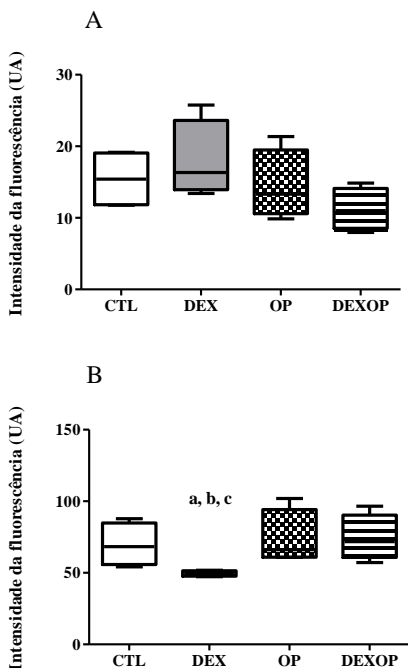 A
Intensidade da fluorescência (UA)
30
20
10
0
CTL DEX OP DEXOP
B
Intensidade da fluorescência (UA)
150
100
50
0
a, b, c
CTL DEX OP DEXOP